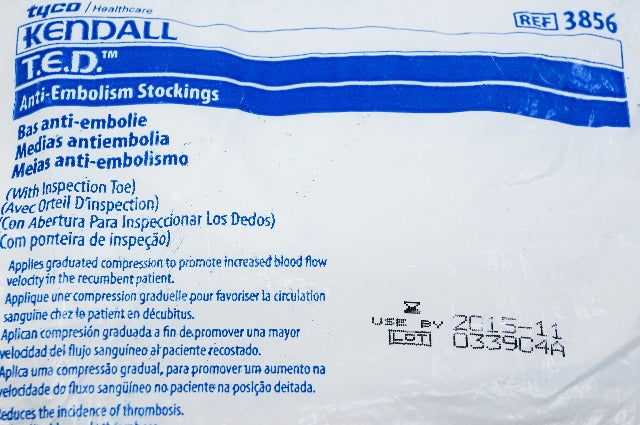 tyco / Healthcare
KENDALL
REF 3856
T.E.D.™
Anti-Embolism Stockings
Bas anti-embolie
Medias antiembolia
Meias anti-embolismo
(With Inspection Toe)
(Avec Orteil D'inspection)
(Con Abertura Para Inspeccionar Los Dedos)
(Com ponteira de inspeção)
Applies graduated compression to promote increased blood flow
velocity in the recumbent patient.
Applique une compression graduelle pour favoriser la circulation
sanguine chez le patient en décubitus.
Aplican compresión graduada a fin de promover una mayor
velocidad del flujo sanguíneo al paciente recostado.
Aplica uma compressão gradual, para promover um aumento na
velocidade do fluxo sangüíneo no paciente na posição deitada.
educes the incidence of thrombosis.
USE BY 2015-11
LOT 0339C4A